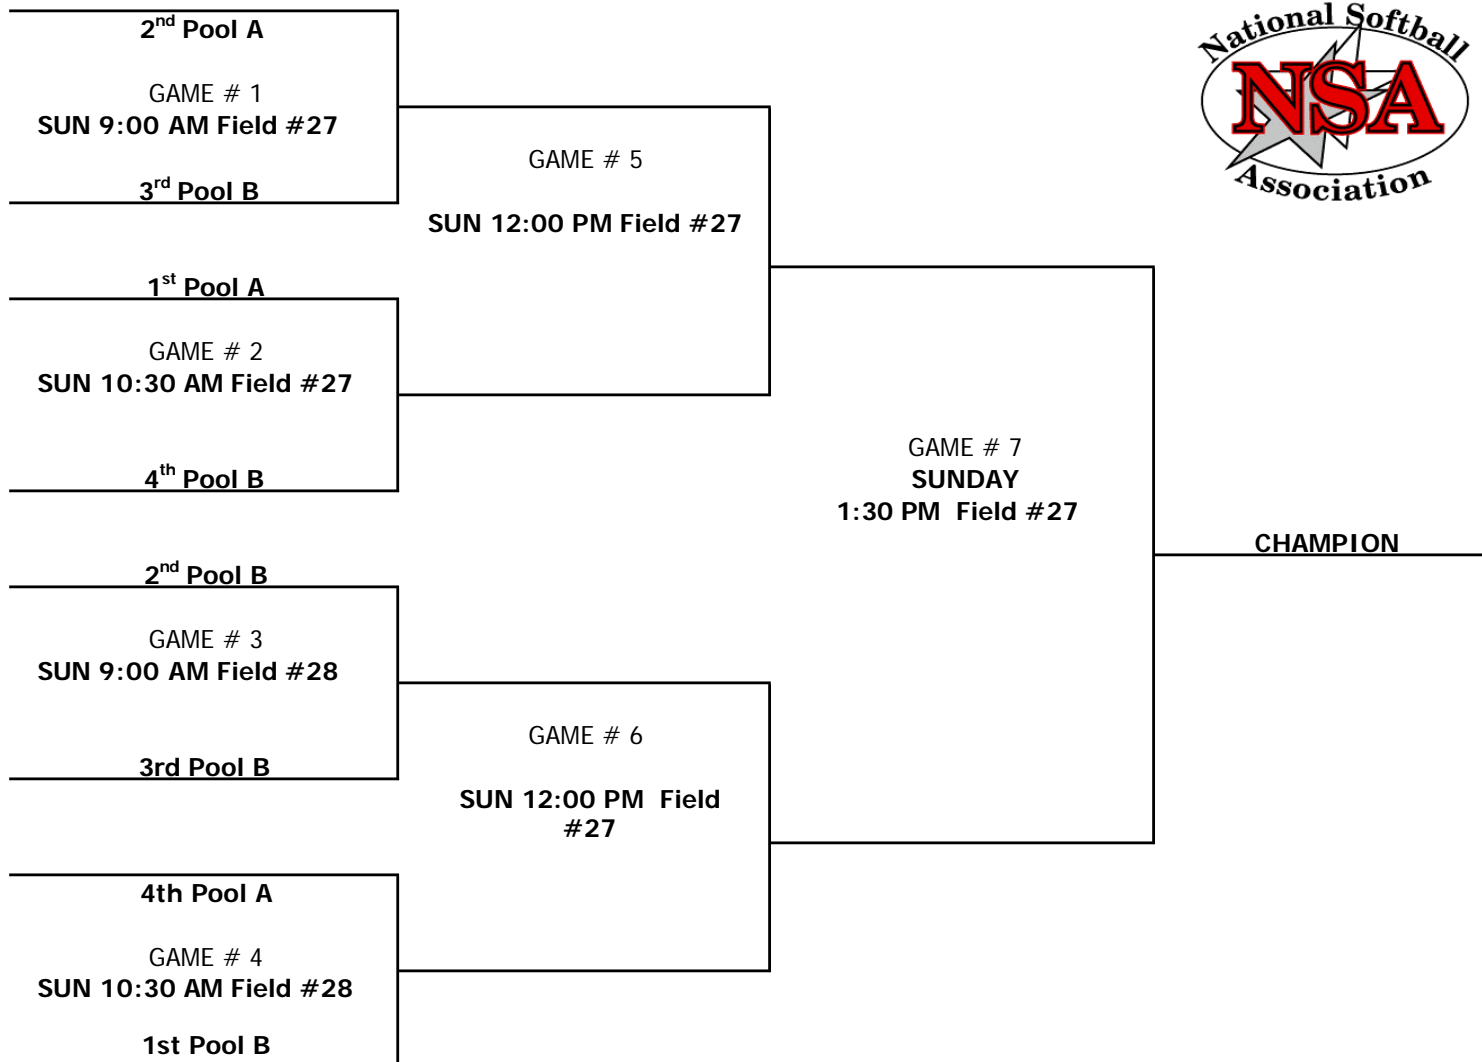 2nd Pool A
GAME # 1
SUN 9:00 AM Field #27
3rd Pool B
1st Pool A
GAME # 2
SUN 10:30 AM Field #27
4th Pool B
2nd Pool B
GAME # 3
SUN 9:00 AM Field #28
3rd Pool B
4th Pool A
GAME # 4
SUN 10:30 AM Field #28
1st Pool B
GAME # 5
SUN 12:00 PM Field #27
GAME # 6
SUN 12:00 PM Field
#27
GAME # 7
SUNDAY
1:30 PM Field #27
CHAMPION
National Softball
NSA
Association